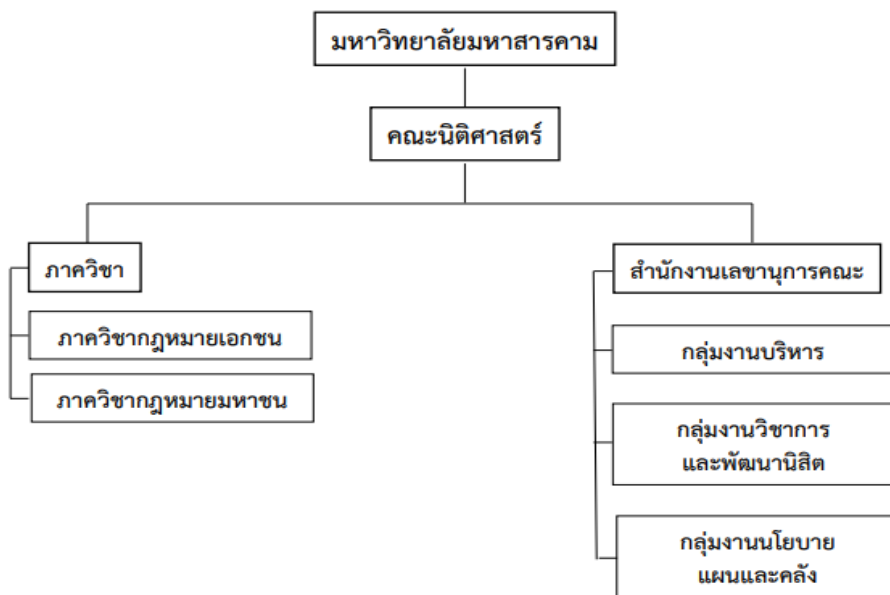 มหาวิทยาลัยมหาสารคาม
คณะนิติศาสตร์
ภาควิชา
ภาควิชากฎหมายเอกชน
ภาควิชากฎหมายมหาชน
สำนักงานเลขานุการคณะ
กลุ่มงานบริหาร
กลุ่มงานวิชาการ
และพัฒนานิสิต
กลุ่มงานนโยบาย
แผนและคลัง